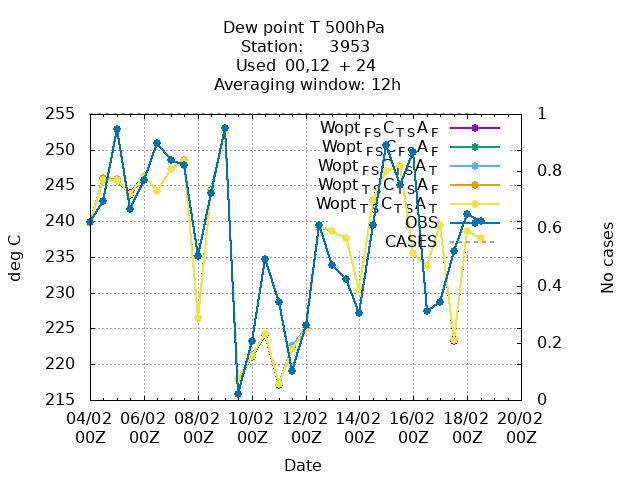 Dew point T 500hPa
Station: 3953
Used 00,12 + 24
Averaging window: 12h
255 250 245 240 235 230 225 220 215
1 0.8 0.6 0.4 0.2 0
deg C
No cases
Wopt FS C TS A F
Wopt FS C FS A F
Wopt FS C TS A T
Wopt TS C TS A F
Wopt TS C TS A T
OBS
CASES
04/02 06/02 08/02 10/02 12/02 14/02 16/02 18/02 20/02
00Z 00Z 00Z 00Z 00Z 00Z 00Z 00Z 00Z
Date